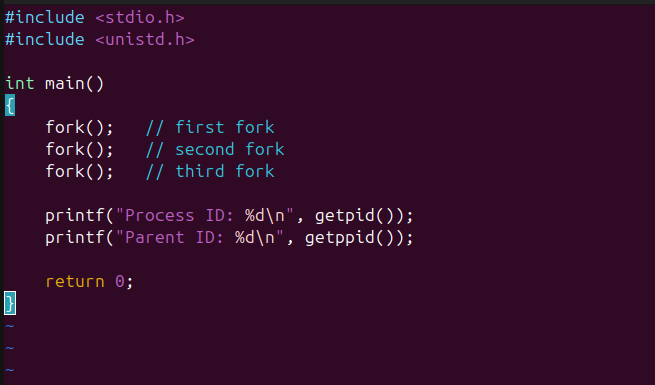 #include <stdio.h>
#include <unistd.h>
int main()
{
    fork();   // first fork
    fork();   // second fork
    fork();   // third fork
    printf("Process ID: %d\n", getpid());
    printf("Parent ID: %d\n", getppid());
    return 0;
}
~
~
~